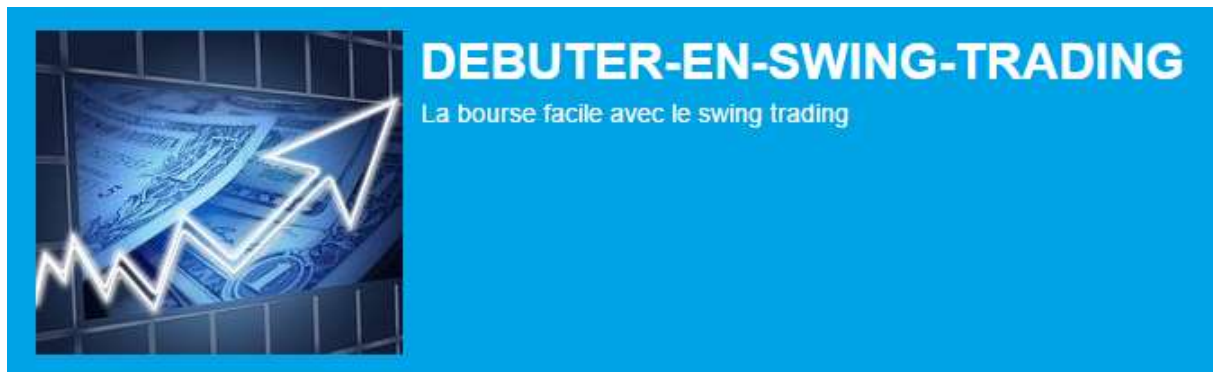 DEBUTER-EN-SWING-TRADING
La bourse facile avec le swing trading